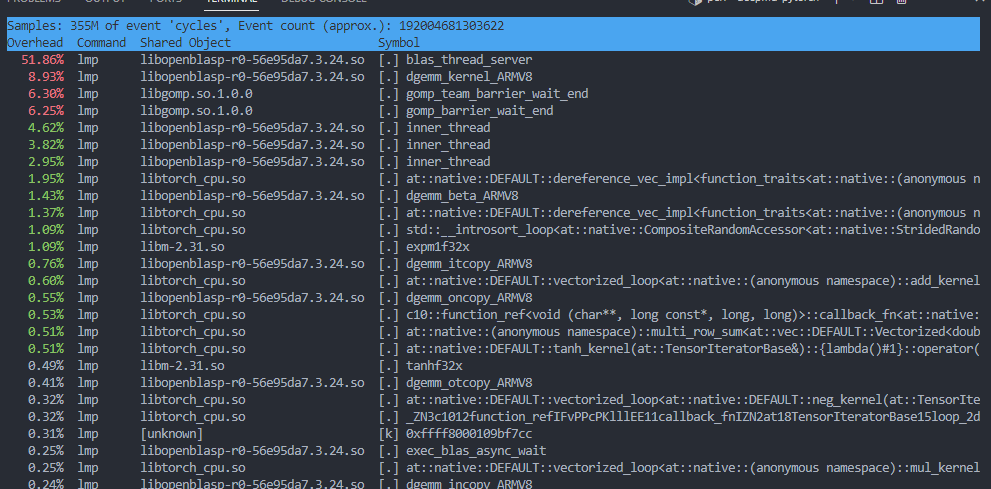 TERMINAL
Samples: 355M of event 'cycles', Event count (approx.): 192004681303622
Overhead Command Shared Object Symbol
51.86% lmp libopenblasp-r0-56e95da7.3.24.so [.] blas_thread_server
8.93% lmp libopenblasp-r0-56e95da7.3.24.so [.] dgemm_kernel_ARMV8
6.30% lmp libgomp.so.1.0.0 [.] gomp_team_barrier_wait_end
6.25% lmp libgomp.so.1.0.0 [.] gomp_barrier_wait_end
4.62% lmp libopenblasp-r0-56e95da7.3.24.so [.] inner_thread
3.82% lmp libopenblasp-r0-56e95da7.3.24.so [.] inner_thread
2.95% lmp libopenblasp-r0-56e95da7.3.24.so [.] inner_thread
1.95% lmp libtorch_cpu.so [.] at::native::DEFAULT::dereference_vec_impl<function_traits<at::native::(anonymous n
1.43% lmp libopenblasp-r0-56e95da7.3.24.so [.] dgemm_beta_ARMV8
1.37% lmp libtorch_cpu.so [.] at::native::DEFAULT::dereference_vec_impl<function_traits<at::native::(anonymous n
1.09% lmp libtorch_cpu.so [.] std::__introsort_loop<at::native::CompositeRandomAccessor<at::native::StridedRando
1.09% lmp libm-2.31.so [.] expm1f32x
0.76% lmp libopenblasp-r0-56e95da7.3.24.so [.] dgemm_itcopy_ARMV8
0.60% lmp libtorch_cpu.so [.] at::native::DEFAULT::vectorized_loop<at::native::(anonymous namespace)::add_kernel
0.55% lmp libopenblasp-r0-56e95da7.3.24.so [.] dgemm_oncopy_ARMV8
0.53% lmp libtorch_cpu.so [.] c10::function_ref<void (char**, long const*, long, long)>::callback_fn<at::native:
0.51% lmp libtorch_cpu.so [.] at::native::(anonymous namespace)::multi_row_sum<at::vec::DEFAULT::Vectorized<doub
0.51% lmp libtorch_cpu.so [.] at::native::DEFAULT::tanh_kernel(at::TensorIteratorBase&)::{lambda()#1}::operator(
0.49% lmp libm-2.31.so [.] tanhf32x
0.41% lmp libopenblasp-r0-56e95da7.3.24.so [.] dgemm_otcopy_ARMV8
0.32% lmp libtorch_cpu.so [.] at::native::DEFAULT::vectorized_loop<at::native::DEFAULT::neg_kernel(at::TensorIte
0.32% lmp libtorch_cpu.so [.] _ZN3c1012function_refIFvPPcPKlllEE11callback_fnIZN2at18TensorIteratorBase15loop_2d
0.31% lmp [unknown] [k] 0xffff8000109bf7cc
0.25% lmp libopenblasp-r0-56e95da7.3.24.so [.] exec_blas_async_wait
0.25% lmp libtorch_cpu.so [.] at::native::DEFAULT::vectorized_loop<at::native::(anonymous namespace)::mul_kernel
0.24% lmp libopenblasp-r0-56e95da7.3.24.so [.] dgemm_incopy_ARMV8